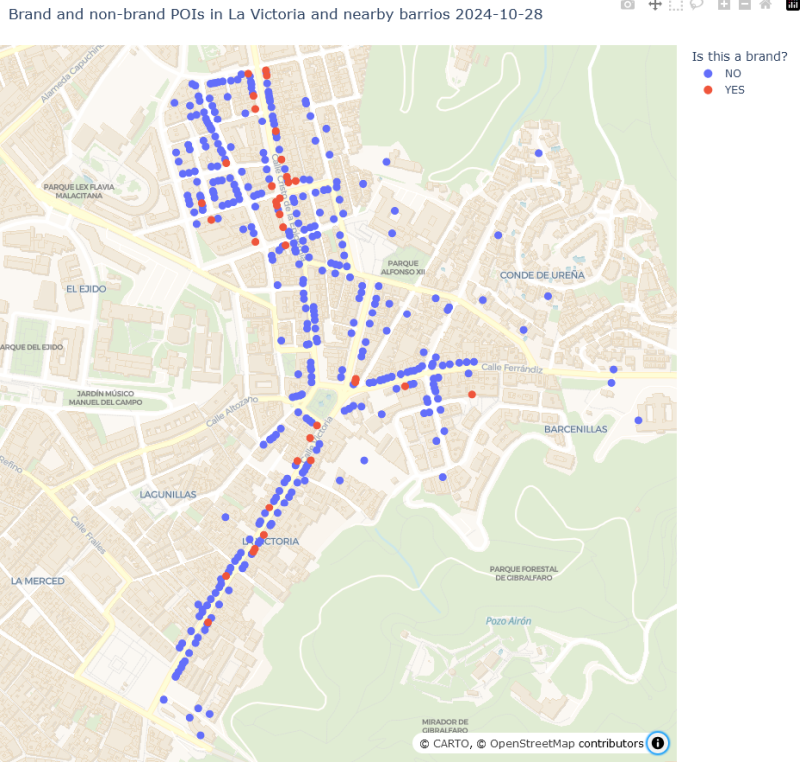 Brand and non-brand POIs in La Victoria and nearby barrios 2024-10-28
Is this a brand?
NO
YES
Alameda Capuchin
PARQUE LEX FLAVIA
MALACITANA
Calle Cristo de la E
PARQUE
ALFONSO XII
CONDE DE UREÑA
EL EJIDO
ARQUE DEL EJIDO
Calle Ferrándiz
JARDÍN MÚSICO
MANUEL DEL CAMPO
Calle Altozano
BARCENILLAS
Calle Victoria
Refino
LAGUNILLAS
Calle Frailes
LA VICTORIA
LA MERCED
PARQUE FORESTAL
DE GIBRALFARO
Pozo Airón
MIRADOR DE
GIBRALFARO
© CARTO, © OpenStreetMap contributors